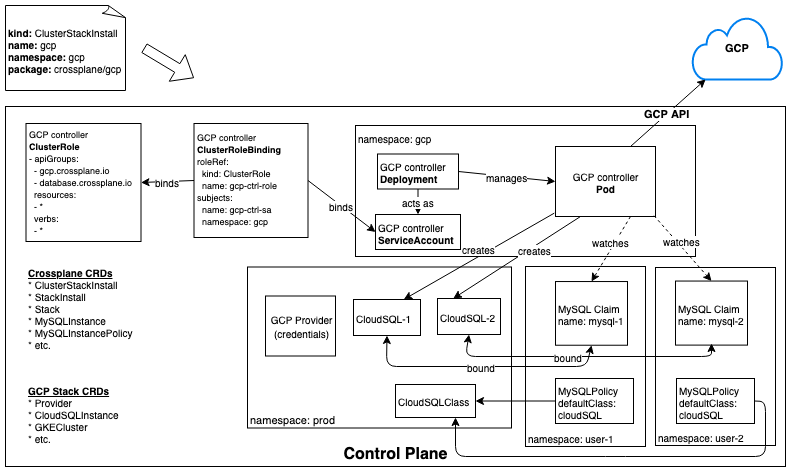 kind: ClusterStackInstall
name: gcp
namespace: gcp
package: crossplane/gcp
GCP
GCP API
GCP controller
ClusterRole
- apiGroups:
- gcp.crossplane.io
- database.crossplane.io
resources:
- *
verbs:
- *
binds
GCP controller
ClusterRoleBinding
roleRef:
kind: ClusterRole
name: gcp-ctrl-role
subjects:
name: gcp-ctrl-sa
namespace: gcp
binds
namespace: gcp
GCP controller
Deployment
manages
acts as
GCP controller
ServiceAccount
GCP controller
Pod
creates
creates
watches
watches
Crossplane CRDs
* ClusterStackInstall
* StackInstall
* Stack
* MySQLInstance
* MySQLInstancePolicy
* etc.
GCP Stack CRDs
* Provider
* CloudSQLInstance
* GKECluster
* etc.
GCP Provider
(credentials)
CloudSQL-1
CloudSQL-2
MySQL Claim
name: mysql-1
MySQL Claim
name: mysql-2
bound
bound
CloudSQLClass
MySQLPolicy
defaultClass:
cloudSQL
MySQLPolicy
defaultClass:
cloudSQL
namespace: prod
namespace: user-1
namespace: user-2
Control Plane